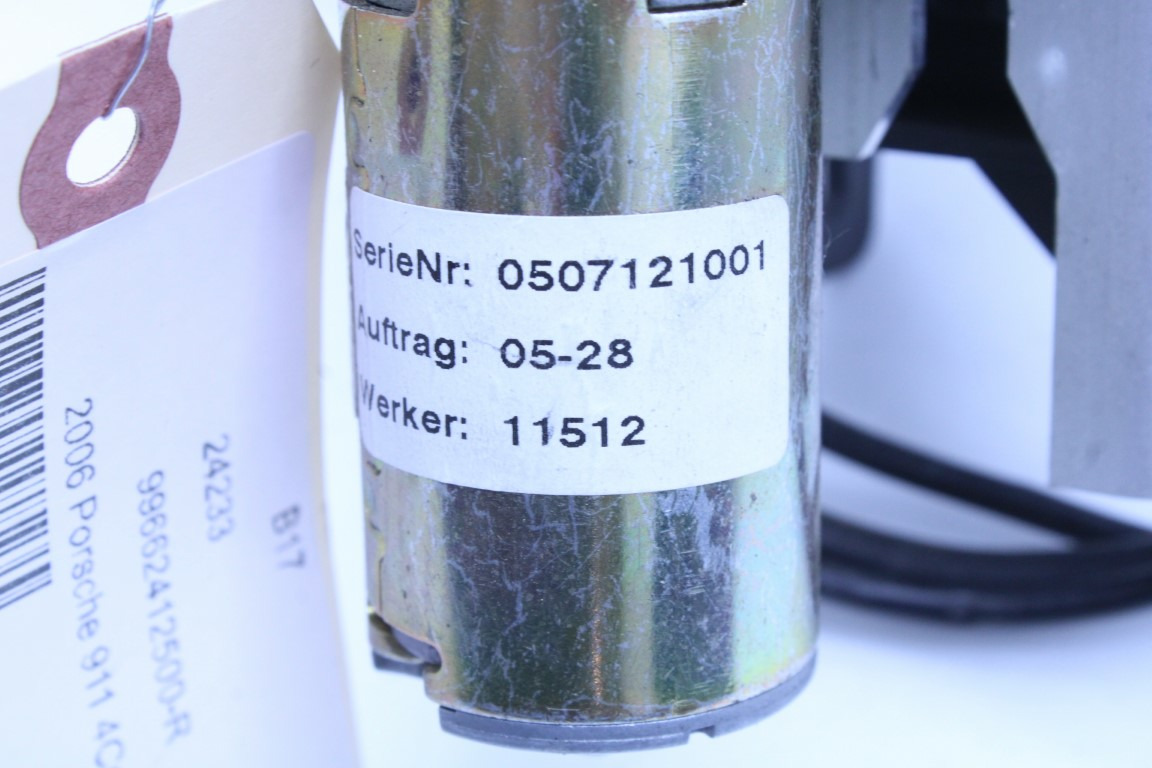 SerieNr: 0507121001
Auftrag: 05-28
Werker: 11512
B17
24233
99662412500-R
2006 Porsche 911 4C